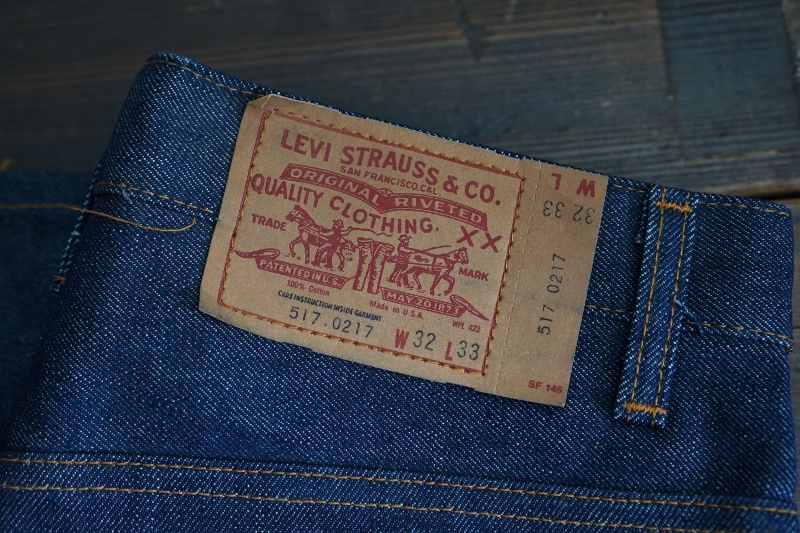 LEVI STRAUSS & CO.
SAN FRANCISCO, CAL.
ORIGINAL RIVETED
QUALITY CLOTHING.
XX
TRADE MARK
PATENTED IN U.S. MAY 20 1873
100% Cotton
CARE INSTRUCTION INSIDE GARMENT
Made in U.S.A.
WPL 423
517.0217 W 32 L 33
W L
32 33
517 0217
SF 145